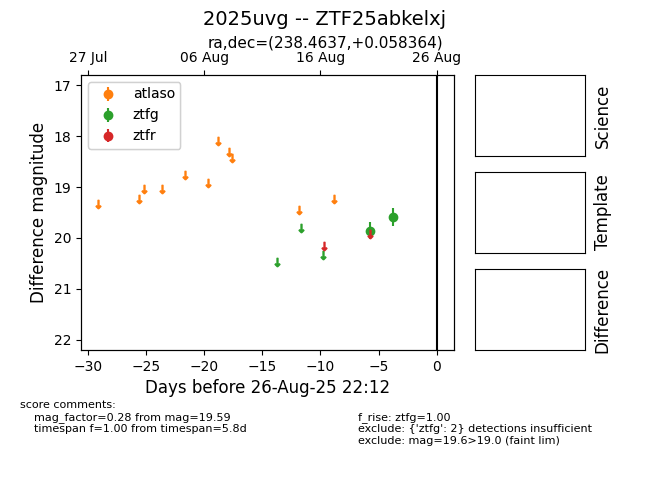 2025uvg -- ZTF25abkelxj
ra,dec=(238.4637,+0.058364)
27 Jul
06 Aug
16 Aug
26 Aug
atlaso
ztfg
ztfr
17
18
19
20
21
22
Difference magnitude
−30
−25
−20
−15
−10
−5
0
Days before 26-Aug-25 22:12
Science
Template
Difference
score comments:
mag_factor=0.28 from mag=19.59
timespan f=1.00 from timespan=5.8d
f_rise: ztfg=1.00
exclude: {'ztfg': 2} detections insufficient
exclude: mag=19.6>19.0 (faint lim)